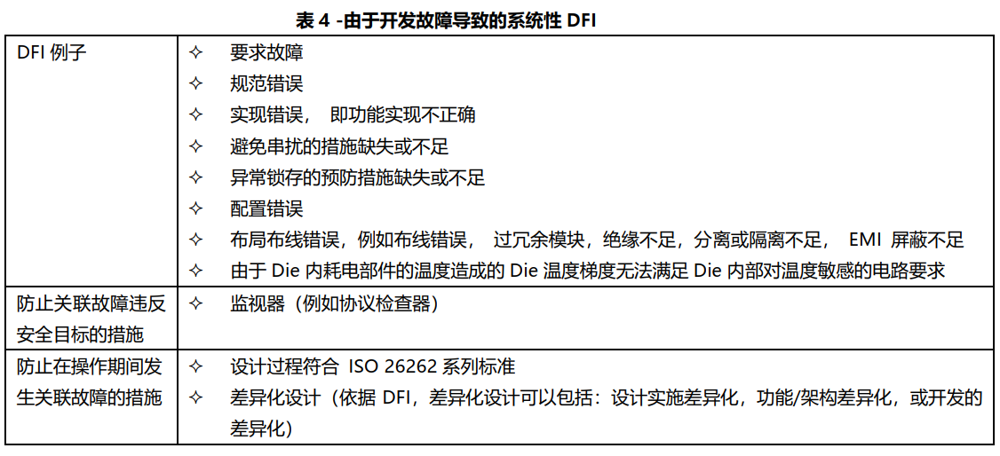 表 4 -由于开发故障导致的系统性 DFI
DFI 例子
✧ 要求故障
✧ 规范错误
✧ 实现错误， 即功能实现不正确
✧ 避免串扰的措施缺失或不足
✧ 异常锁存的预防措施缺失或不足
✧ 配置错误
✧ 布局布线错误，例如布线错误， 过冗余模块，绝缘不足，分离或隔离不足， EMI 屏蔽不足
✧ 由于 Die 内耗电部件的温度造成的 Die 温度梯度无法满足 Die 内部对温度敏感的电路要求
防止关联故障违反
安全目标的措施
✧ 监视器（例如协议检查器）
防止在操作期间发
生关联故障的措施
✧ 设计过程符合 ISO 26262 系列标准
✧ 差异化设计（依据 DFI，差异化设计可以包括：设计实施差异化，功能/架构差异化，或开发的
差异化）